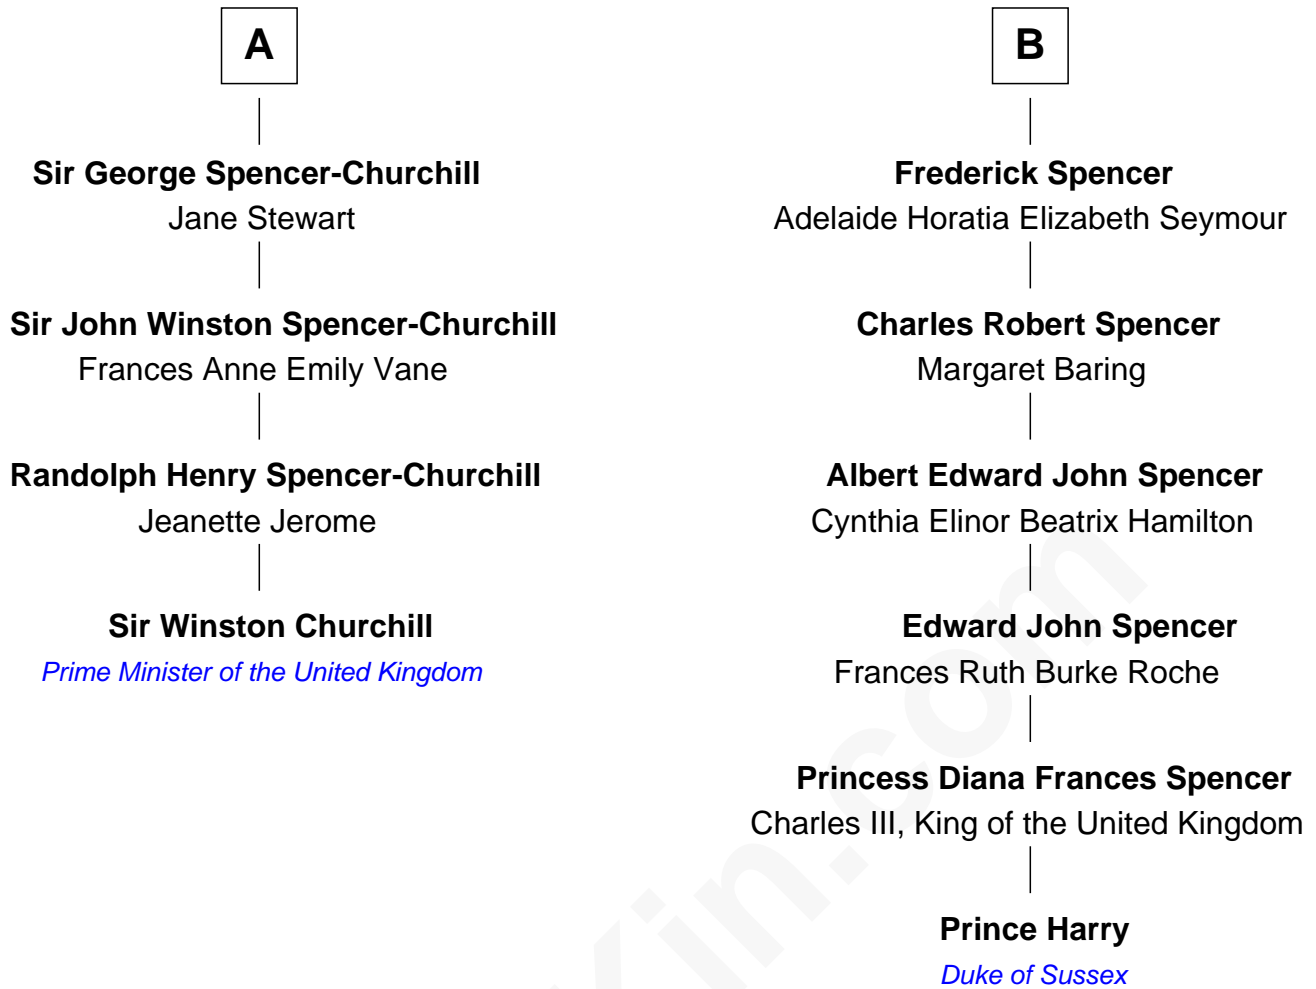 A
Sir George Spencer-Churchill
Jane Stewart
Sir John Winston Spencer-Churchill
Frances Anne Emily Vane
Randolph Henry Spencer-Churchill
Jeanette Jerome
Sir Winston Churchill
Prime Minister of the United Kingdom
B
Frederick Spencer
Adelaide Horatia Elizabeth Seymour
Charles Robert Spencer
Margaret Baring
Albert Edward John Spencer
Cynthia Elinor Beatrix Hamilton
Edward John Spencer
Frances Ruth Burke Roche
Princess Diana Frances Spencer
Charles III, King of the United Kingdom
Prince Harry
Duke of Sussex
Kin.com